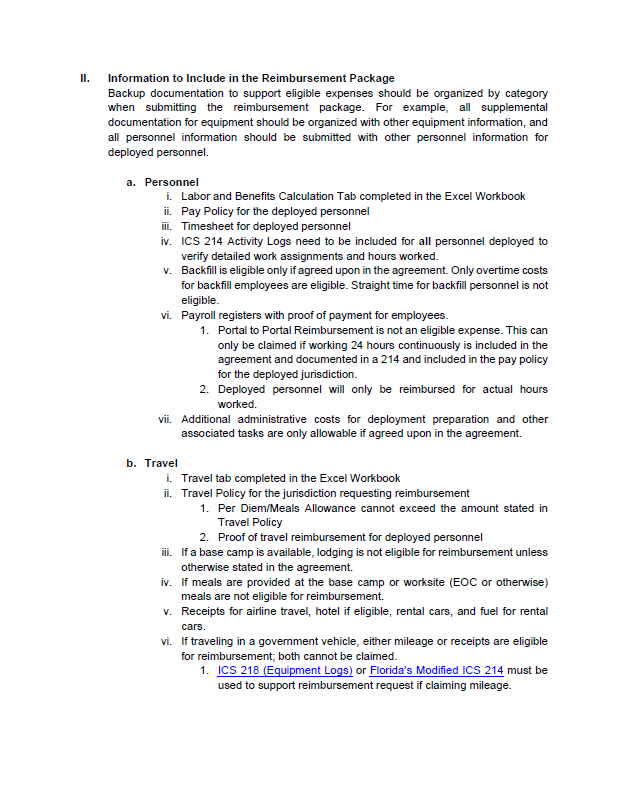 II. Information to Include in the Reimbursement Package
Backup documentation to support eligible expenses should be organized by category
when submitting the reimbursement package. For example, all supplemental
documentation for equipment should be organized with other equipment information, and
all personnel information should be submitted with other personnel information for
deployed personnel.
a. Personnel
i. Labor and Benefits Calculation Tab completed in the Excel Workbook
ii. Pay Policy for the deployed personnel
iii. Timesheet for deployed personnel
iv. ICS 214 Activity Logs need to be included for all personnel deployed to
verify detailed work assignments and hours worked.
v. Backfill is eligible only if agreed upon in the agreement. Only overtime costs
for backfill employees are eligible. Straight time for backfill personnel is not
eligible.
vi. Payroll registers with proof of payment for employees.
1. Portal to Portal Reimbursement is not an eligible expense. This can
only be claimed if working 24 hours continuously is included in the
agreement and documented in a 214 and included in the pay policy
for the deployed jurisdiction.
2. Deployed personnel will only be reimbursed for actual hours
worked.
vii. Additional administrative costs for deployment preparation and other
associated tasks are only allowable if agreed upon in the agreement.
b. Travel
i. Travel tab completed in the Excel Workbook
ii. Travel Policy for the jurisdiction requesting reimbursement
1. Per Diem/Meals Allowance cannot exceed the amount stated in
Travel Policy
2. Proof of travel reimbursement for deployed personnel
iii. If a base camp is available, lodging is not eligible for reimbursement unless
otherwise stated in the agreement.
iv. If meals are provided at the base camp or worksite (EOC or otherwise)
meals are not eligible for reimbursement.
v. Receipts for airline travel, hotel if eligible, rental cars, and fuel for rental
cars.
vi. If traveling in a government vehicle, either mileage or receipts are eligible
for reimbursement; both cannot be claimed.
1. ICS 218 (Equipment Logs) or Florida's Modified ICS 214 must be
used to support reimbursement request if claiming mileage.